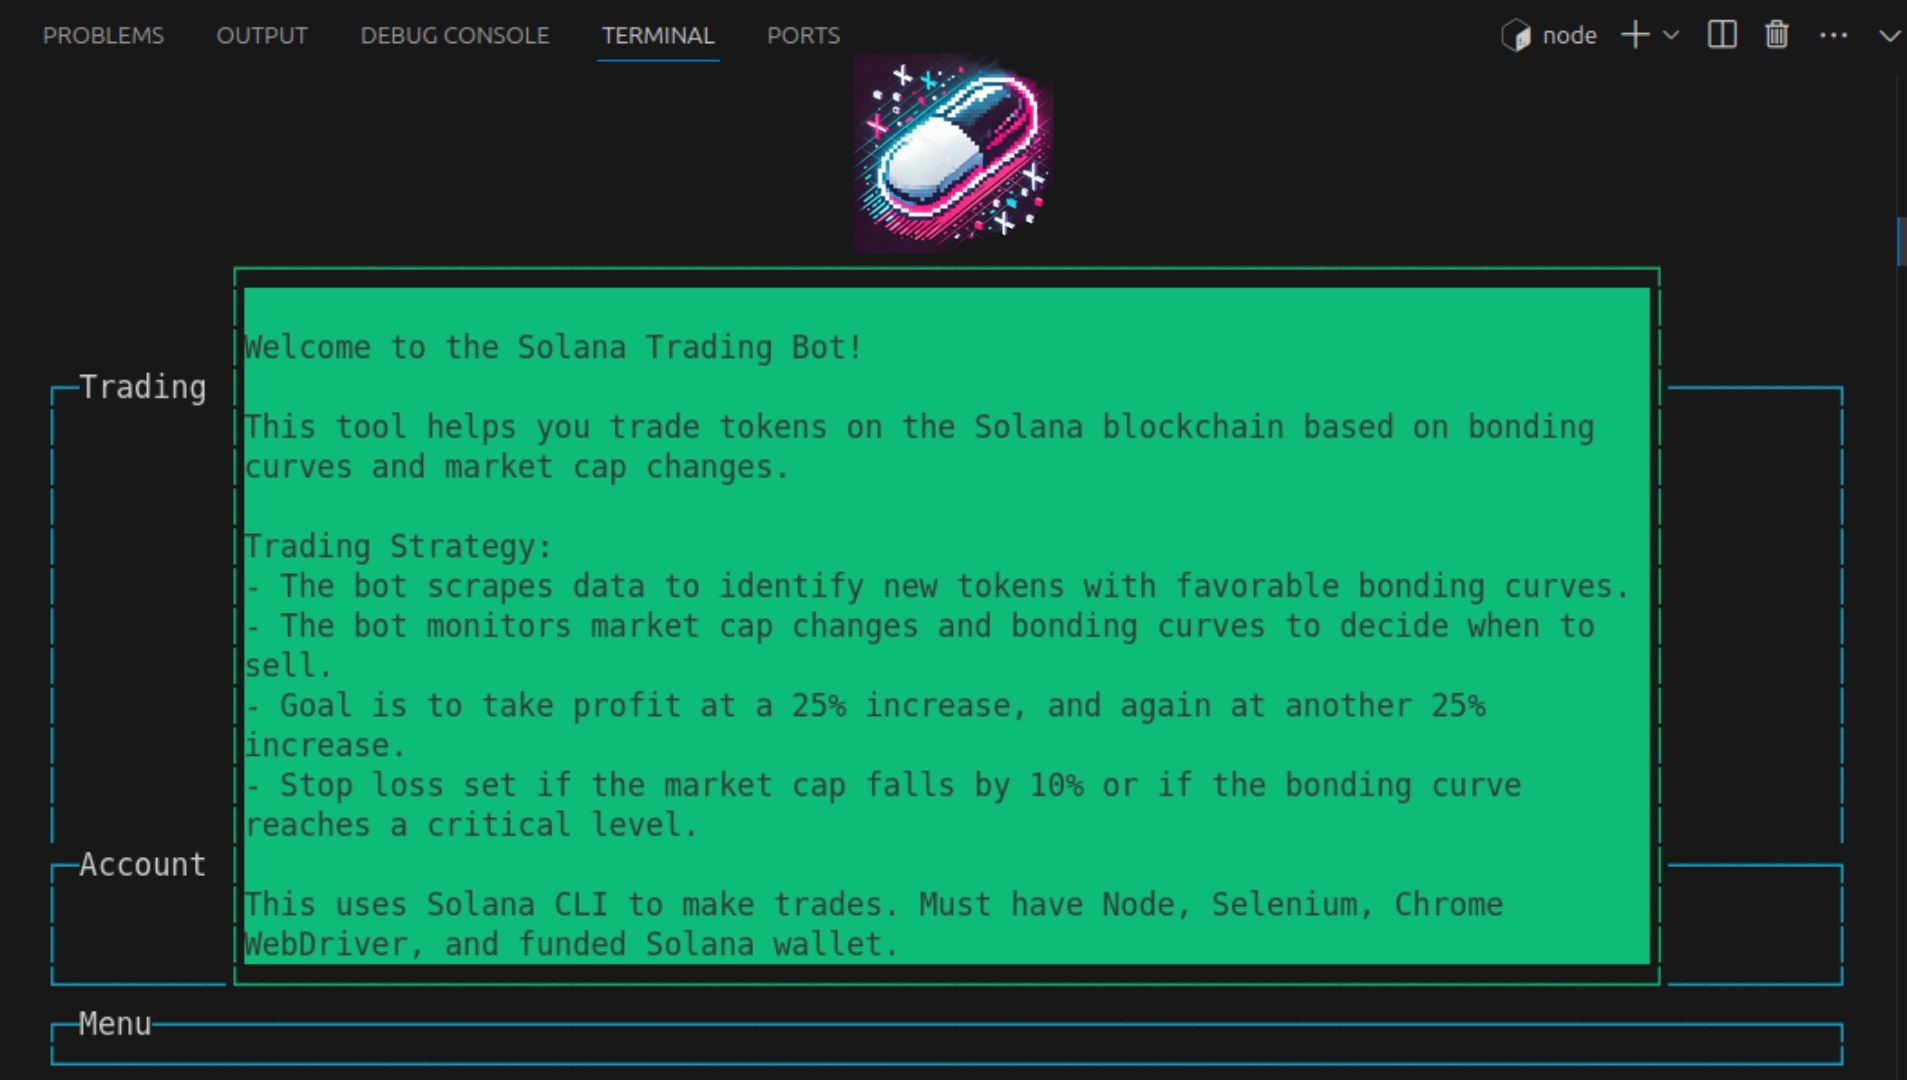 PROBLEMS OUTPUT DEBUG CONSOLE TERMINAL PORTS node
Welcome to the Solana Trading Bot!
Trading
This tool helps you trade tokens on the Solana blockchain based on bonding
curves and market cap changes.
Trading Strategy:
- The bot scrapes data to identify new tokens with favorable bonding curves.
- The bot monitors market cap changes and bonding curves to decide when to
sell.
- Goal is to take profit at a 25% increase, and again at another 25%
increase.
- Stop loss set if the market cap falls by 10% or if the bonding curve
reaches a critical level.
Account
This uses Solana CLI to make trades. Must have Node, Selenium, Chrome
WebDriver, and funded Solana wallet.
Menu